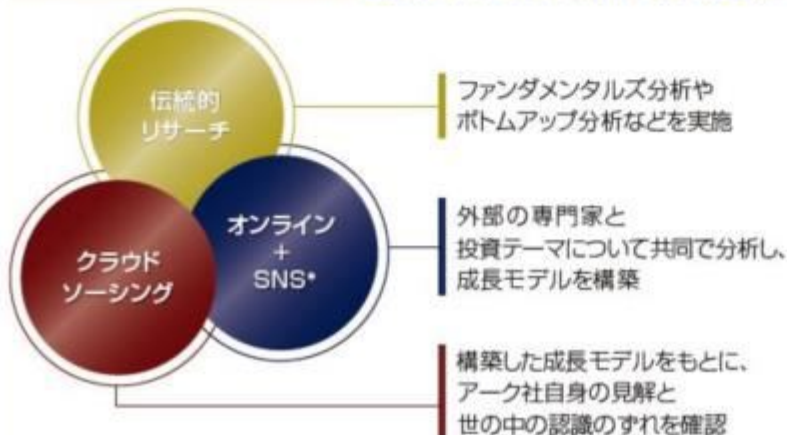 伝統的
リサーチ
ファンダメンタルズ分析や
ボトムアップ分析などを実施
オンライン
+
SNS*
外部の専門家と
投資テーマについて共同で分析し、
成長モデルを構築
クラウド
ソーシング
構築した成長モデルをもとに、
アーク社自身の見解と
世の中の認識のずれを確認